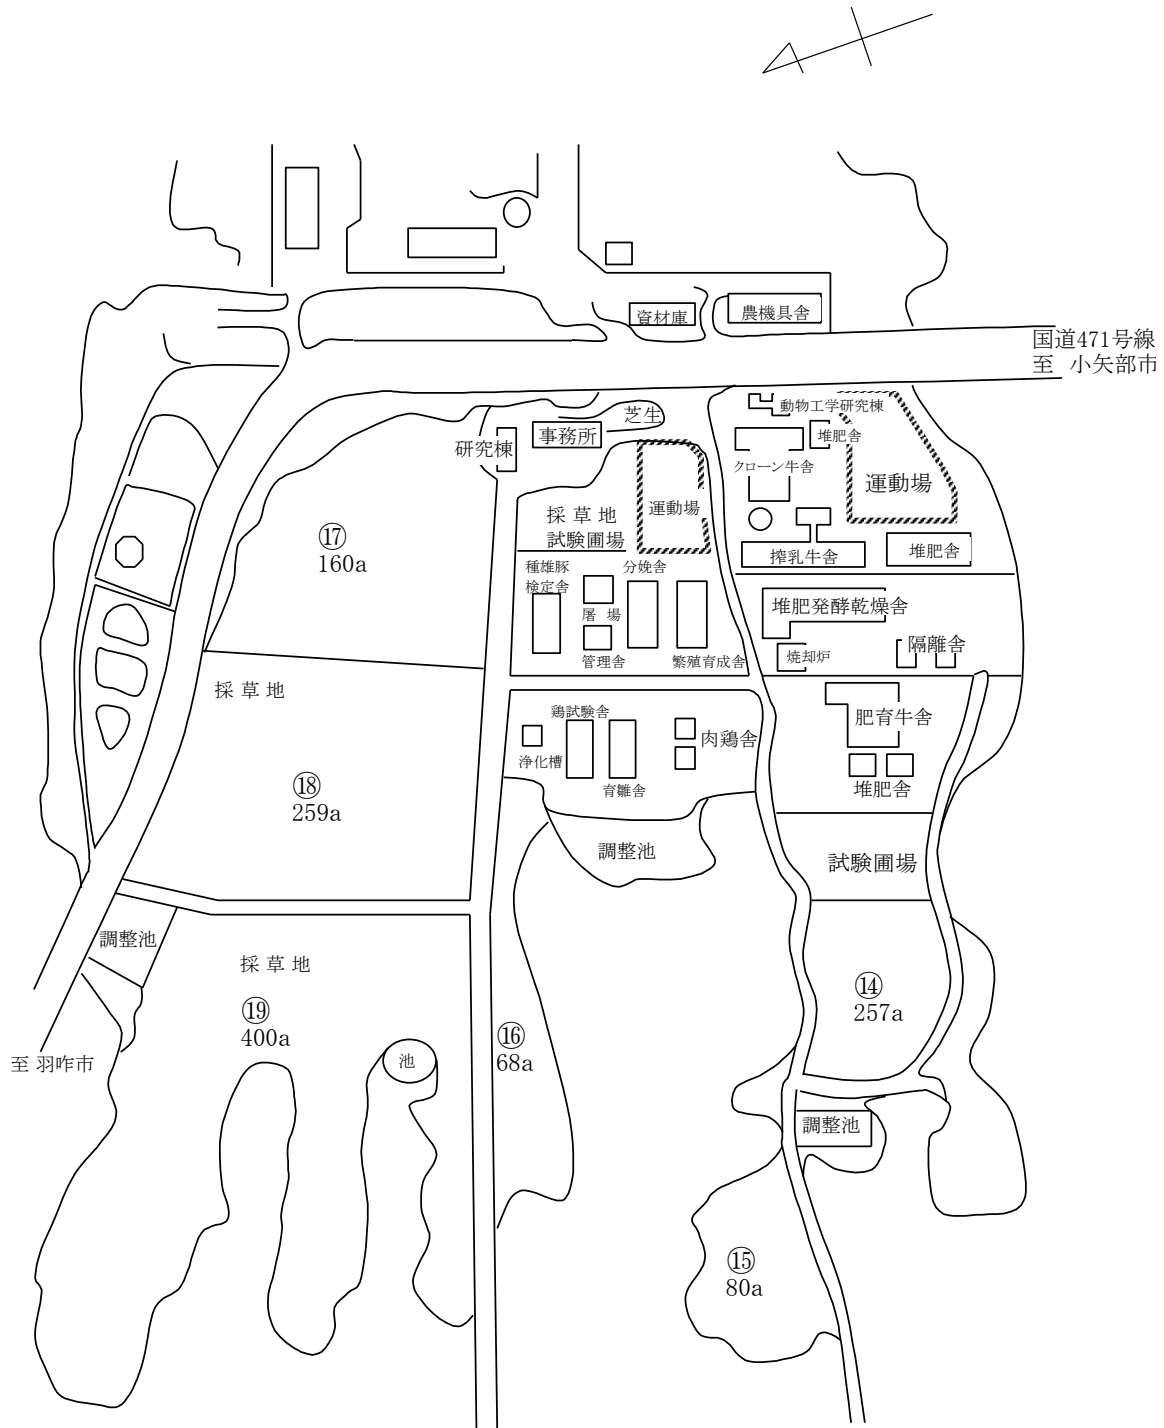 資材庫
農機具舎
国道471号線
至 小矢部市
動物工学研究棟
芝生
事務所
研究棟
堆肥舎
クローン牛舎
運動場
運動場
採草地
試験圃場
⑰
160a
搾乳牛舎
堆肥舎
種雄豚
検定舎
分娩舎
屠場
堆肥発酵乾燥舎
管理舎
繁殖育成舎
焼却炉
隔離舎
採草地
鶏試験舎
肉鶏舎
肥育牛舎
浄化槽
育雛舎
堆肥舎
⑱
259a
調整池
試験圃場
調整池
採草地
⑲
400a
⑭
257a
⑯
68a
池
至 羽咋市
調整池
⑮
80a